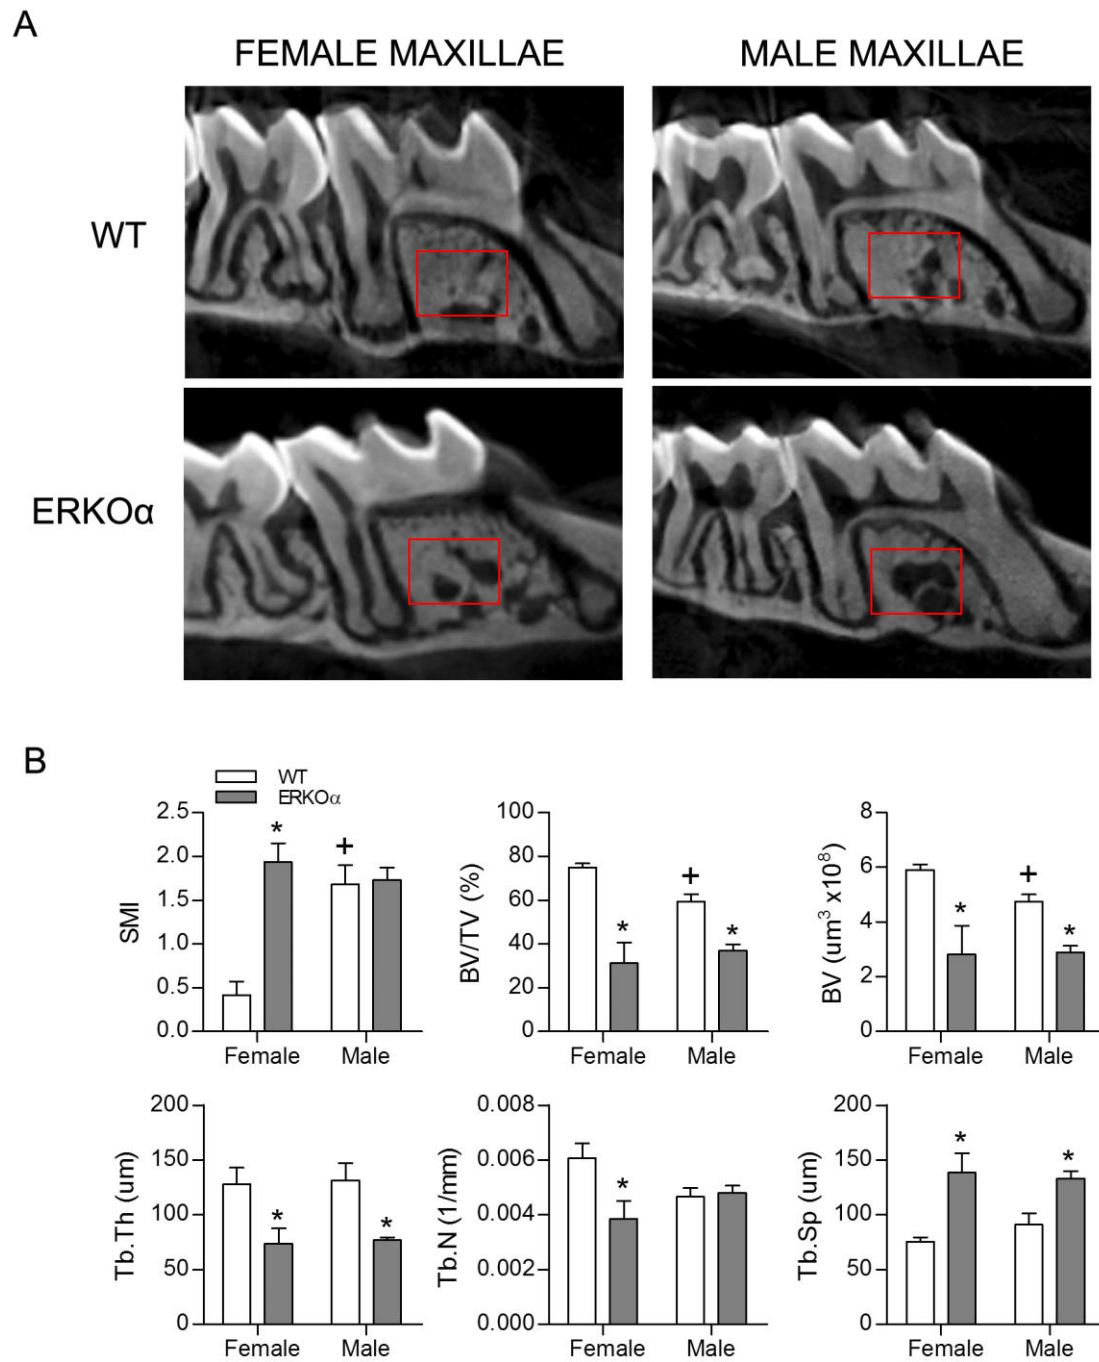 A
FEMALE MAXILLAE
MALE MAXILLAE
WT
ERKOα
B
WT
ERKOα
SMI
2.5
2.0
1.5
1.0
0.5
0.0
*
+
Female
Male
BV/TV (%)
100
80
60
40
20
0
*
+
*
Female
Male
BV (um³ x10⁸)
8
6
4
2
0
*
+
*
Female
Male
Tb.Th (um)
200
150
100
50
0
*
*
Female
Male
Tb.N (1/mm)
0.008
0.006
0.004
0.002
0.000
*
Female
Male
Tb.Sp (um)
200
150
100
50
0
*
*
Female
Male